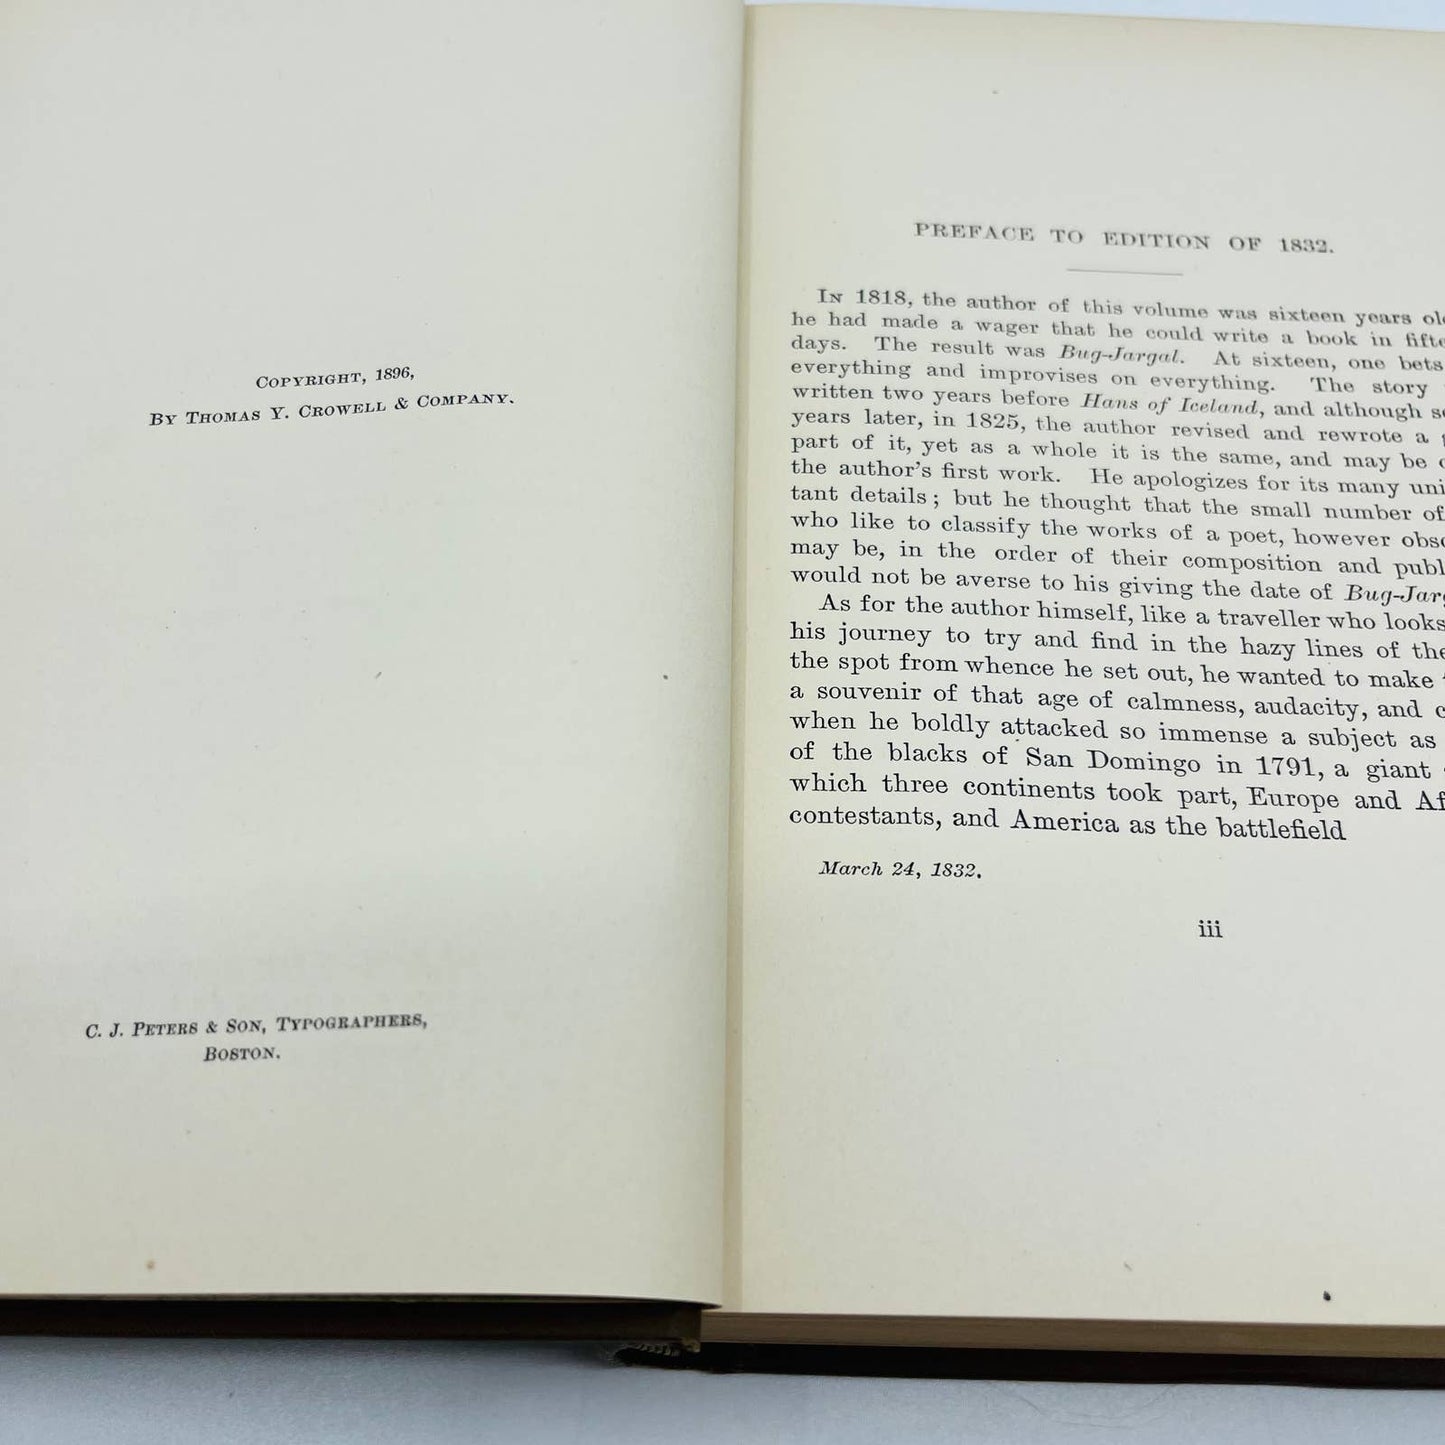 COPYRIGHT, 1896,
BY THOMAS Y. CROWELL & COMPANY.
C. J. PETERS & SON, TYPOGRAPHERS,
BOSTON.
PREFACE TO EDITION OF 1832.
IN 1818, the author of this volume was sixteen years
he had made a wager that he could write a book in
days. The result was Bug-Jargal. At sixteen, one bets
everything and improvises on everything. The story
written two years before Hans of Iceland, and although
years later, in 1825, the author revised and rewrote a
part of it, yet as a whole it is the same, and may be
the author's first work. He apologizes for its many
tant details; but he thought that the small number of
who like to classify the works of a poet, however
may be, in the order of their composition and
would not be averse to his giving the date of
As for the author himself, like a traveller who looks
his journey to try and find in the hazy lines of
the spot from whence he set out, he wanted to make
a souvenir of that age of calmness, audacity, and
when he boldly attacked so immense a subject as
of the blacks of San Domingo in 1791, a giant
which three continents took part, Europe and
contestants, and America as the battlefield
March 24, 1832.
iii